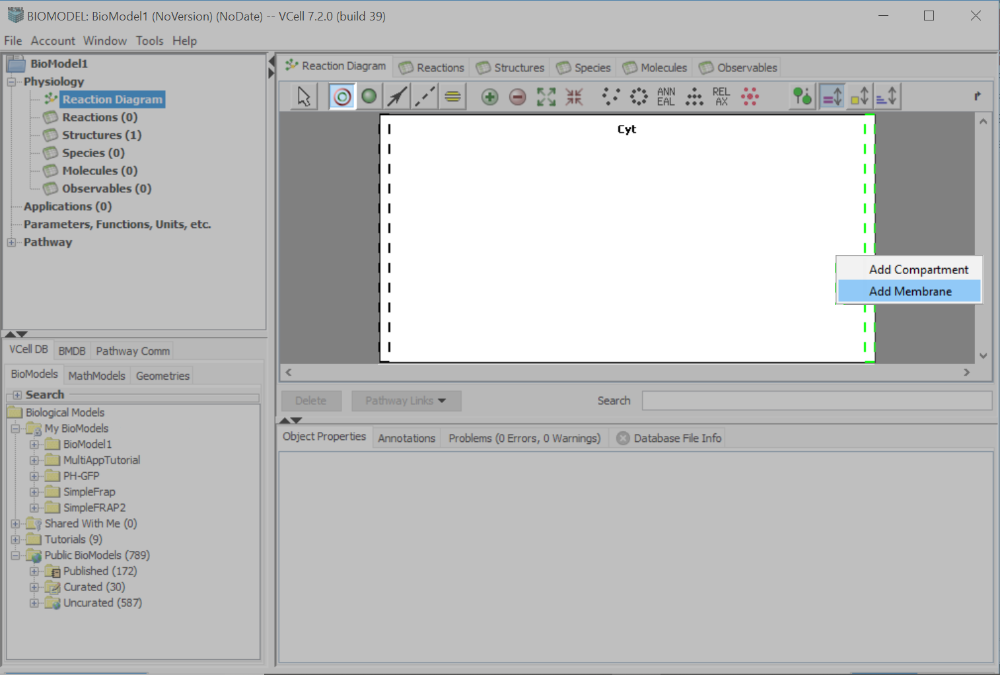 BIOMODEL: BioModel1 (NoVersion) (NoDate) -- VCell 7.2.0 (build 39)
File Account Window Tools Help
BioModel1
Physiology
Reaction Diagram
Reactions (0)
Structures (1)
Species (0)
Molecules (0)
Observables (0)
Applications (0)
Parameters, Functions, Units, etc.
Pathway
VCell DB BMDB Pathway Comm
BioModels MathModels Geometries
Search
Biological Models
My BioModels
BioModel1
MultiAppTutorial
PH-GFP
SimpleFrap
SimpleFRAP2
Shared With Me (0)
Tutorials (9)
Public BioModels (789)
Published (172)
Curated (30)
Uncurated (587)
Reaction Diagram Reactions Structures Species Molecules Observables
ANN EAL REL AX
Cyt
Add Compartment
Add Membrane
Delete Pathway Links Search
Object Properties Annotations Problems (0 Errors, 0 Warnings) Database File Info